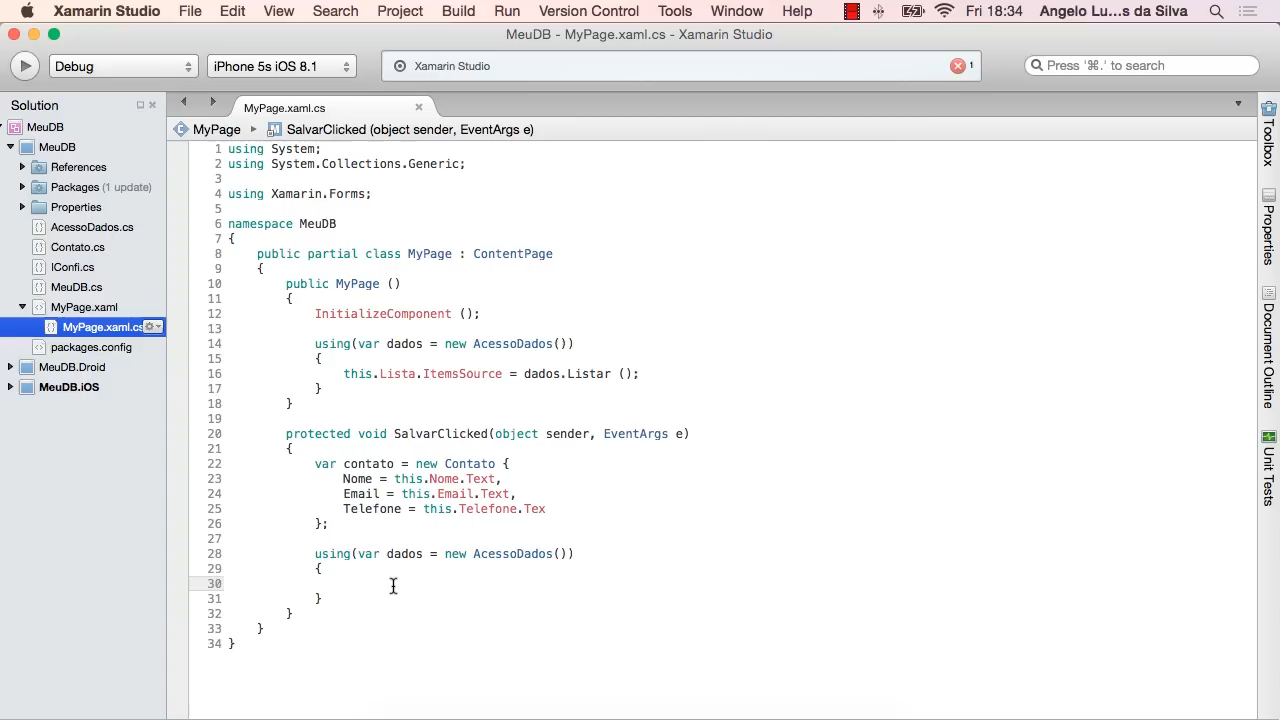 Xamarin Studio File Edit View Search Project Build Run Version Control Tools Window Help Fri 18:34 Angelo Lu...s da Silva
MeuDB - MyPage.xaml.cs - Xamarin Studio
Debug iPhone 5s iOS 8.1 Xamarin Studio 1 Press '⌘.' to search
Solution
MeuDB
MeuDB
References
Packages (1 update)
Properties
AcessoDados.cs
Contato.cs
IConfi.cs
MeuDB.cs
MyPage.xaml
MyPage.xaml.cs
packages.config
MeuDB.Droid
MeuDB.iOS
MyPage.xaml.cs
MyPage SalvarClicked (object sender, EventArgs e)
1 using System;
2 using System.Collections.Generic;
3
4 using Xamarin.Forms;
5
6 namespace MeuDB
7 {
8 public partial class MyPage : ContentPage
9 {
10 public MyPage ()
11 {
12 InitializeComponent ();
13
14 using(var dados = new AcessoDados())
15 {
16 this.Lista.ItemsSource = dados.Listar ();
17 }
18 }
19
20 protected void SalvarClicked(object sender, EventArgs e)
21 {
22 var contato = new Contato {
23 Nome = this.Nome.Text,
24 Email = this.Email.Text,
25 Telefone = this.Telefone.Tex
26 };
27
28 using(var dados = new AcessoDados())
29 {
30
31 }
32 }
33 }
34 }
Toolbox
Properties
Document Outline
Unit Tests